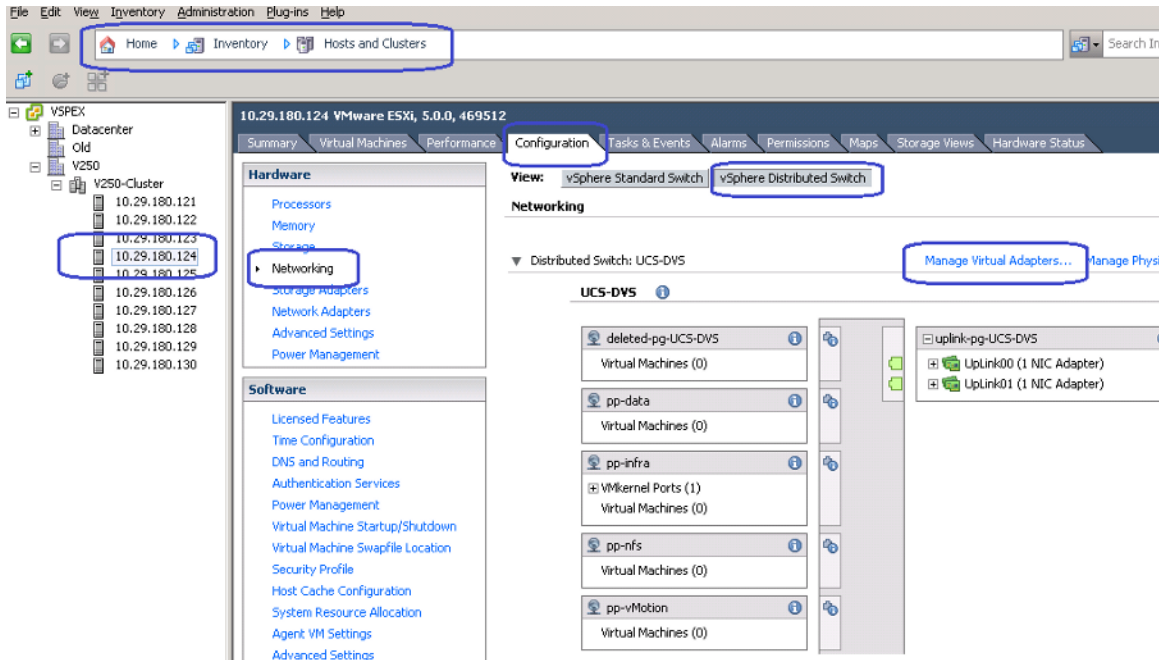 File Edit View Inventory Administration Plug-ins Help
Home Inventory Hosts and Clusters
Search In
VSPEX
Datacenter
Old
V250
V250-Cluster
10.29.180.121
10.29.180.122
10.29.180.123
10.29.180.124
10.29.180.125
10.29.180.126
10.29.180.127
10.29.180.128
10.29.180.129
10.29.180.130
10.29.180.124 VMware ESXi, 5.0.0, 469512
Summary Virtual Machines Performance Configuration Tasks & Events Alarms Permissions Maps Storage Views Hardware Status
Hardware
Processors
Memory
Storage
Networking
Storage Adapters
Network Adapters
Advanced Settings
Power Management
Software
Licensed Features
Time Configuration
DNS and Routing
Authentication Services
Power Management
Virtual Machine Startup/Shutdown
Virtual Machine Swapfile Location
Security Profile
Host Cache Configuration
System Resource Allocation
Agent VM Settings
Advanced Settings
View: vSphere Standard Switch vSphere Distributed Switch
Networking
Distributed Switch: UCS-DVS Manage Virtual Adapters... Manage Physi
UCS-DVS
deleted-pg-UCS-DVS
Virtual Machines (0)
pp-data
Virtual Machines (0)
pp-infra
VMkernel Ports (1)
Virtual Machines (0)
pp-nfs
Virtual Machines (0)
pp-vMotion
Virtual Machines (0)
uplink-pg-UCS-DVS
UpLink00 (1 NIC Adapter)
UpLink01 (1 NIC Adapter)